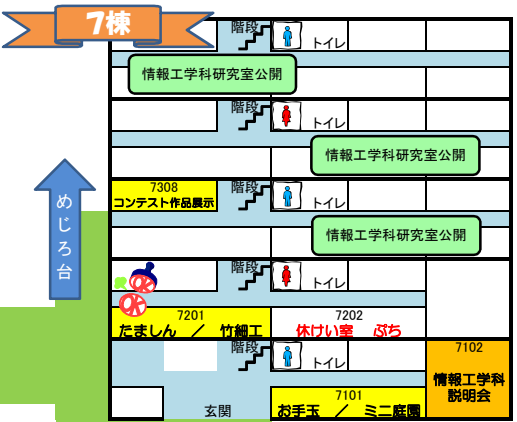 7棟
階段
トイレ
情報工学科研究室公開
階段
トイレ
情報工学科研究室公開
めじろ台
7308
コンテスト作品展示
階段
トイレ
情報工学科研究室公開
階段
トイレ
OK
OK
7201
たましん ／ 竹細工
7202
休けい室 ぷち
階段
トイレ
7102
情報工学科
説明会
玄関
7101
お手玉 ／ ミニ庭園